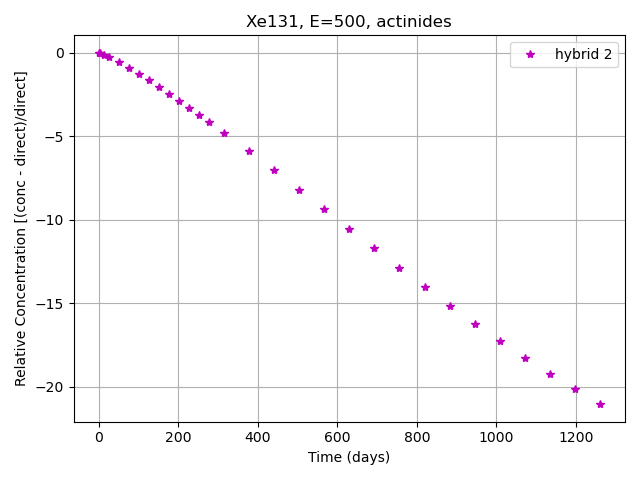 Xe131, E=500, actinides
hybrid 2
Relative Concentration [(conc - direct)/direct]
0
−5
−10
−15
−20
0 200 400 600 800 1000 1200
Time (days)